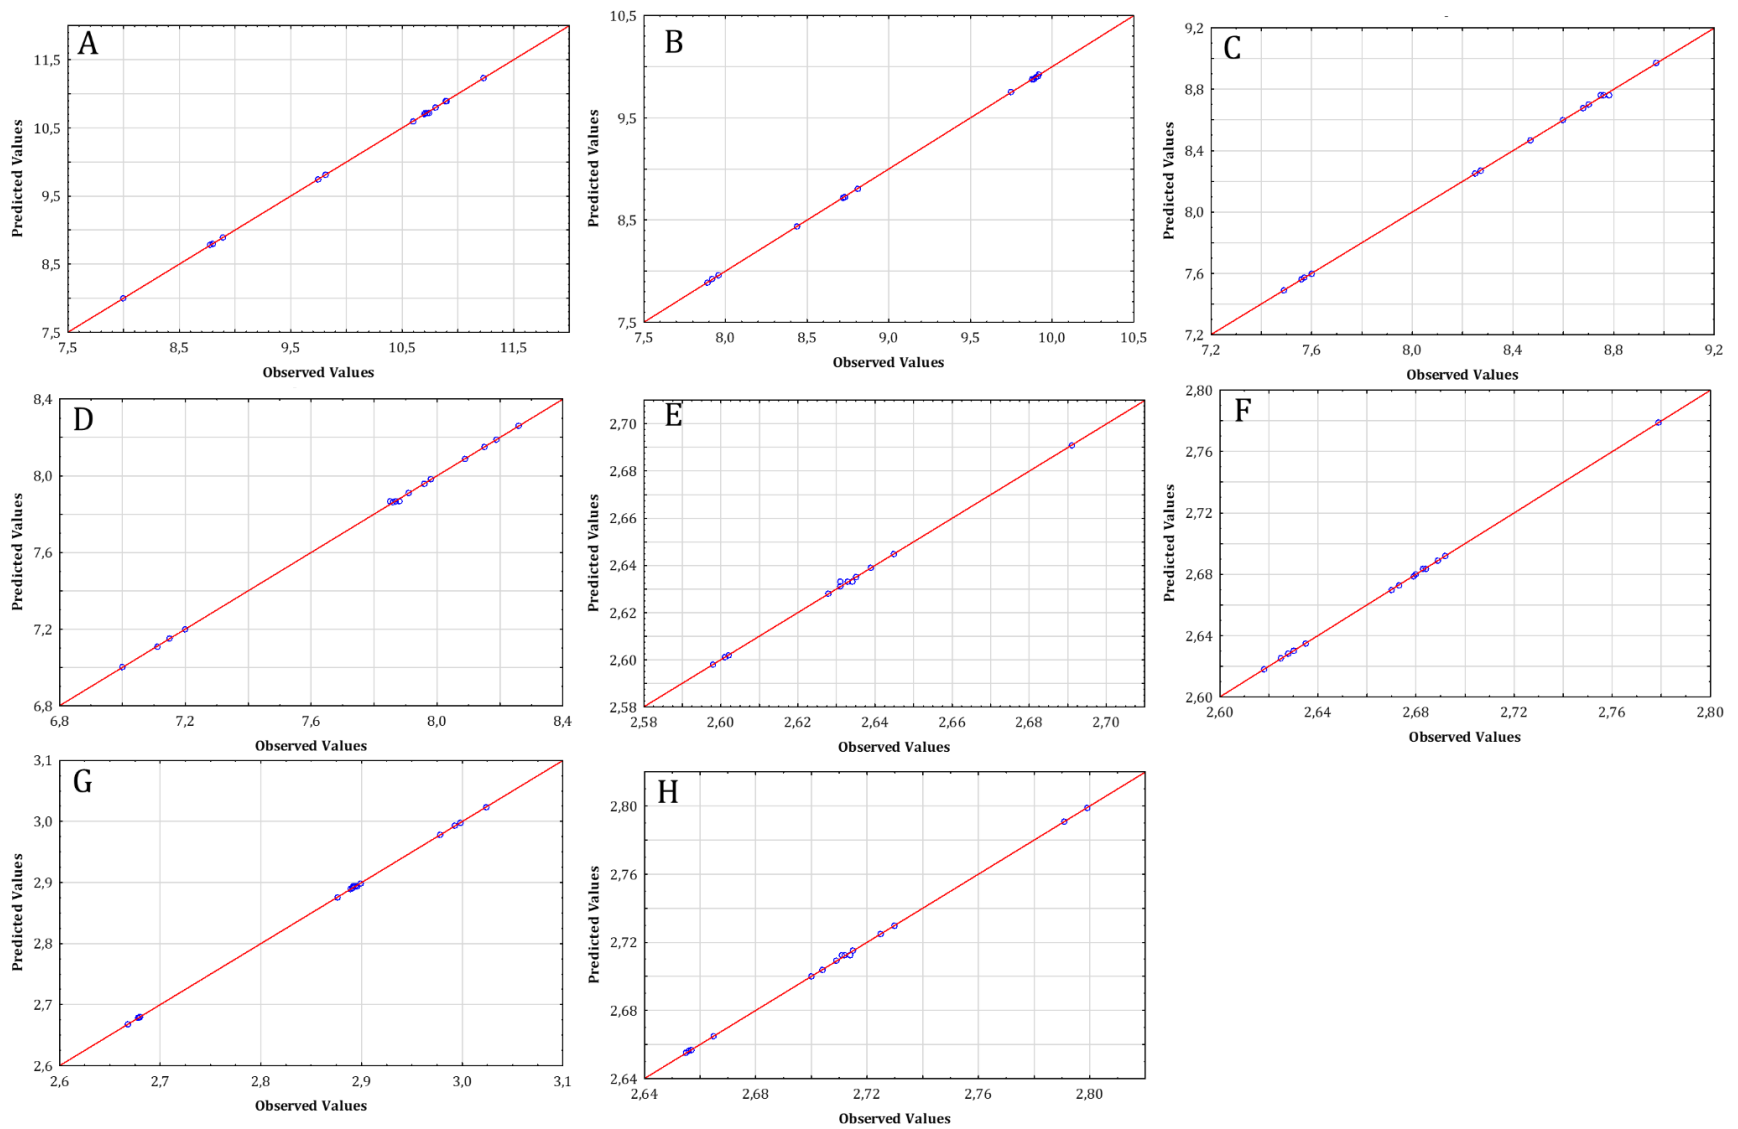 A
Predicted Values
11,5
10,5
9,5
8,5
7,5
7,5 8,5 9,5 10,5 11,5
Observed Values
B
Predicted Values
10,5
9,5
8,5
7,5
7,5 8,0 8,5 9,0 9,5 10,0 10,5
Observed Values
C
Predicted Values
9,2
8,8
8,4
8,0
7,6
7,2
7,2 7,6 8,0 8,4 8,8 9,2
Observed Values
D
Predicted Values
8,4
8,0
7,6
7,2
6,8
6,8 7,2 7,6 8,0 8,4
Observed Values
E
Predicted Values
2,70
2,68
2,66
2,64
2,62
2,60
2,58
2,58 2,60 2,62 2,64 2,66 2,68 2,70
Observed Values
F
Predicted Values
2,80
2,76
2,72
2,68
2,64
2,60
2,60 2,64 2,68 2,72 2,76 2,80
Observed Values
G
Predicted Values
3,1
3,0
2,9
2,8
2,7
2,6
2,6 2,7 2,8 2,9 3,0 3,1
Observed Values
H
Predicted Values
2,80
2,76
2,72
2,68
2,64
2,64 2,68 2,72 2,76 2,80
Observed Values